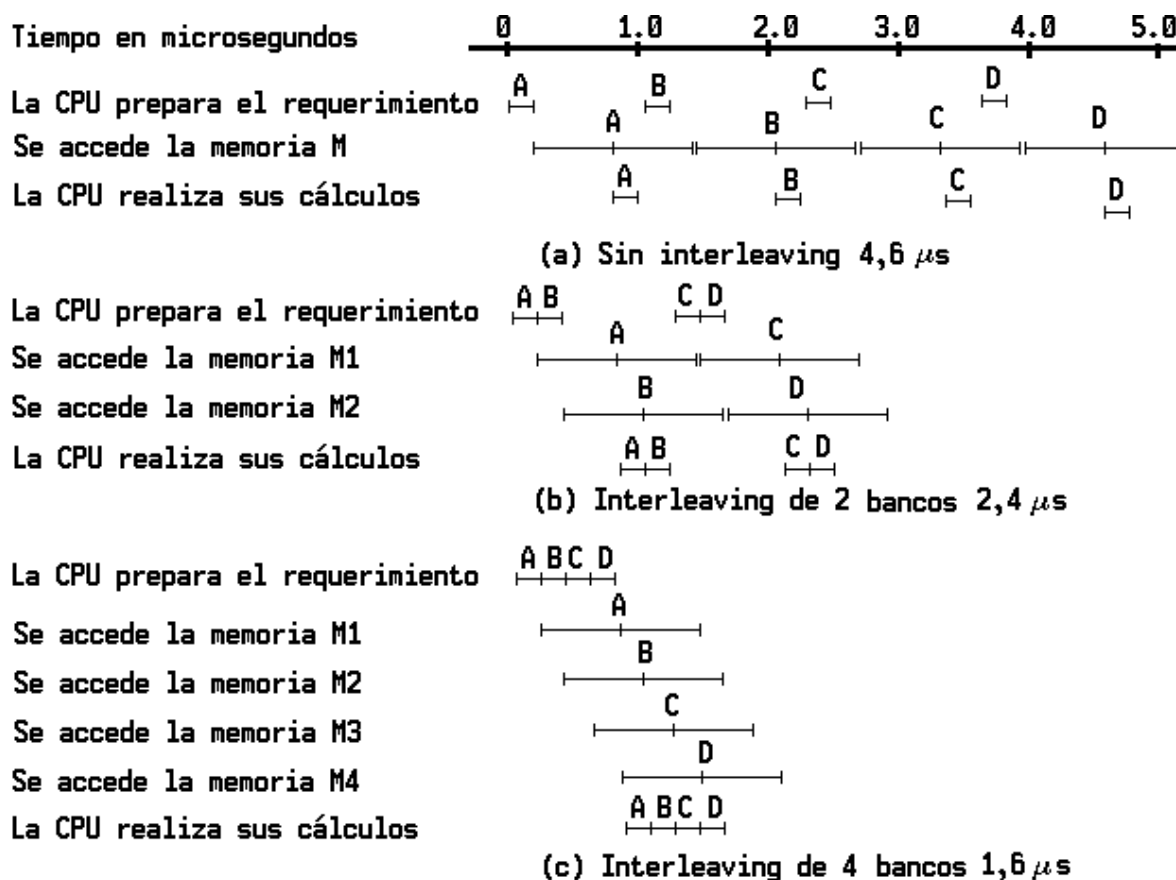 Tiempo en microsegundos 0 1.0 2.0 3.0 4.0 5.0
La CPU prepara el requerimiento A B C D
Se accede la memoria M A B C D
La CPU realiza sus cálculos A B C D
(a) Sin interleaving 4,6 μs
La CPU prepara el requerimiento A B C D
Se accede la memoria M1 A C
Se accede la memoria M2 B D
La CPU realiza sus cálculos A B C D
(b) Interleaving de 2 bancos 2,4 μs
La CPU prepara el requerimiento A B C D
Se accede la memoria M1 A
Se accede la memoria M2 B
Se accede la memoria M3 C
Se accede la memoria M4 D
La CPU realiza sus cálculos A B C D
(c) Interleaving de 4 bancos 1,6 μs